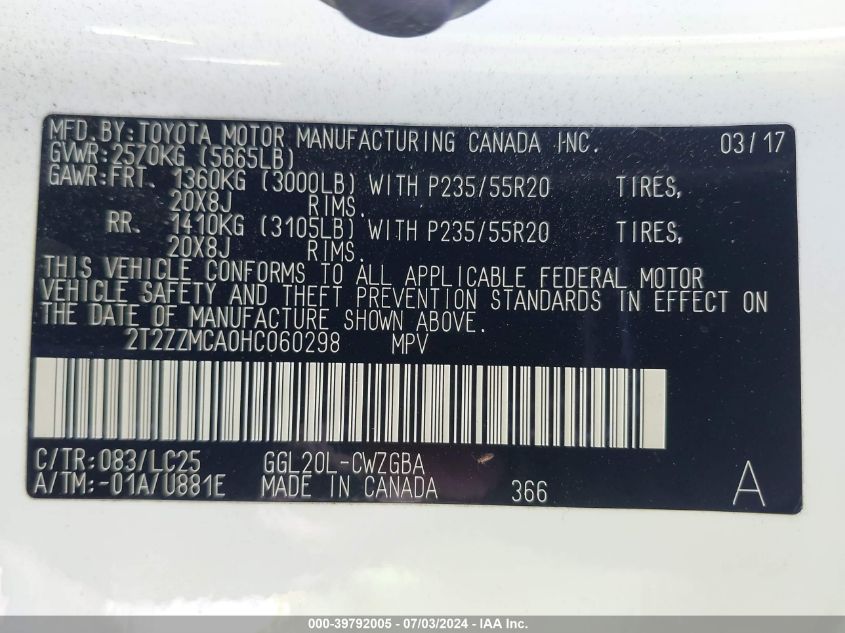 MFD.BY:TOYOTA MOTOR MANUFACTURING CANADA INC. 03/17
GVWR:2570KG (5665LB)
GAWR:FRT. 1360KG (3000LB) WITH P235/55R20 TIRES,
20X8J RIMS.
RR. 1410KG (3105LB) WITH P235/55R20 TIRES,
20X8J RIMS.
THIS VEHICLE CONFORMS TO ALL APPLICABLE FEDERAL MOTOR
VEHICLE SAFETY AND THEFT PREVENTION STANDARDS IN EFFECT ON
THE DATE OF MANUFACTURE SHOWN ABOVE.
2T2ZZMCA0HC060298 MPV
C/TR:083/LC25 GGL20L-CWZGBA
A/TM:-01A/U881E MADE IN CANADA 366 A
000-39792005 - 07/03/2024 - IAA Inc.